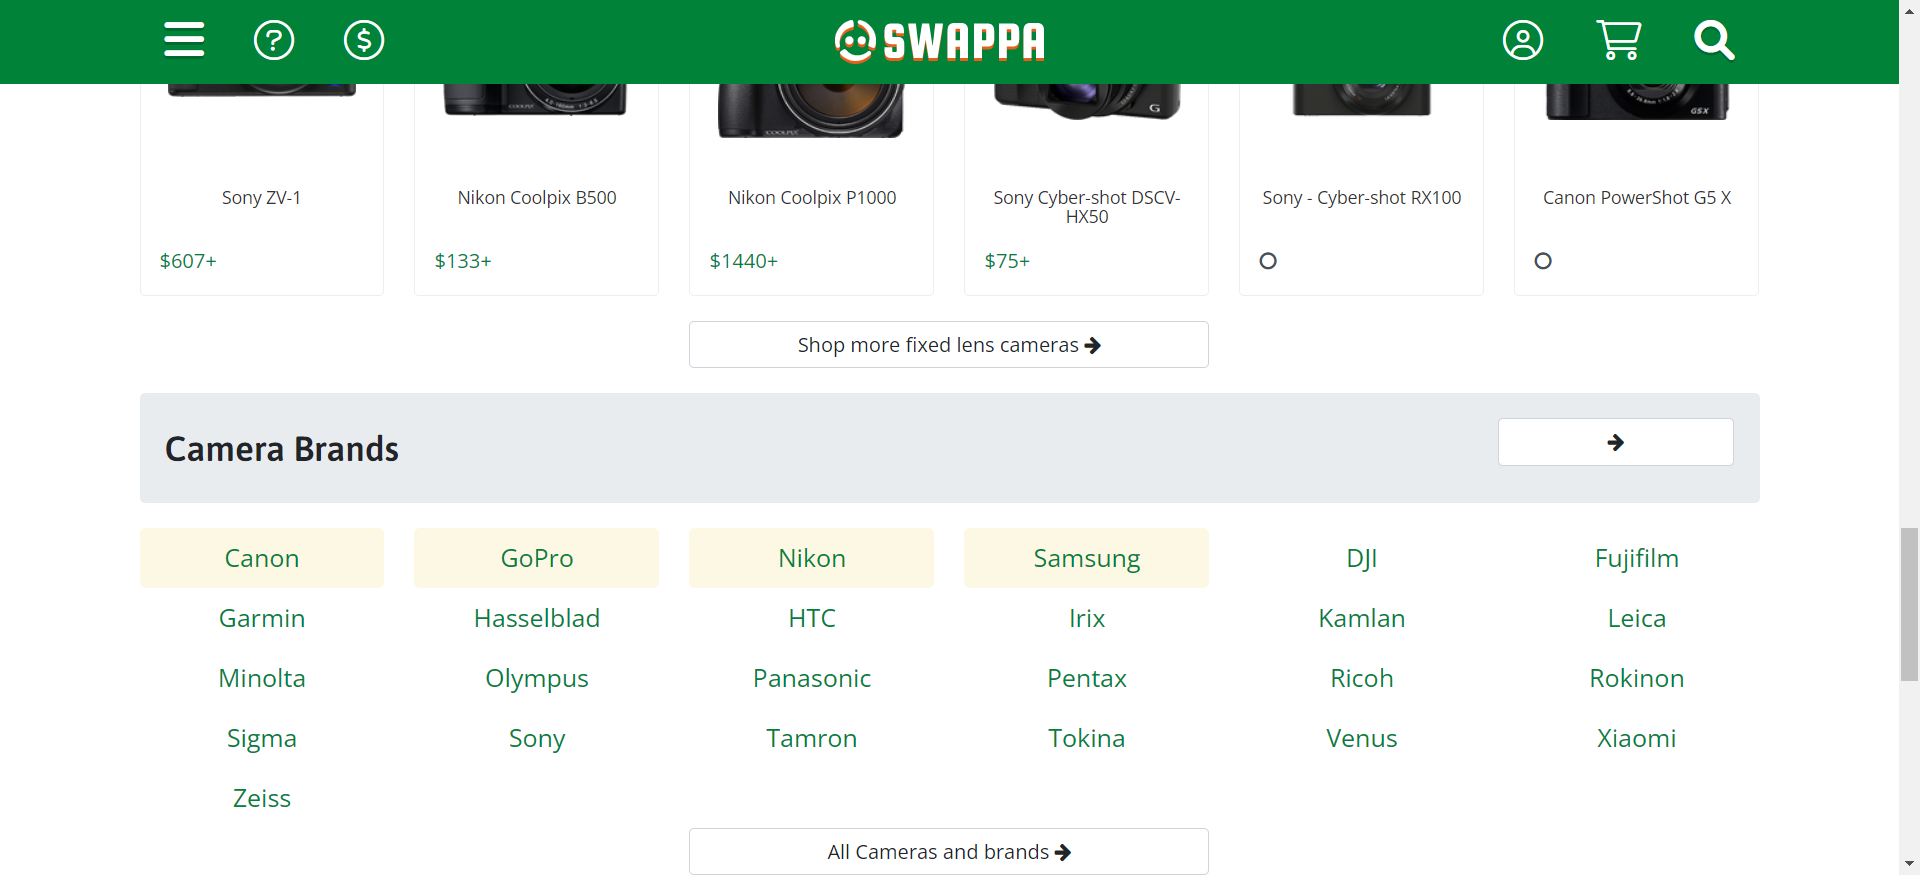 SWAPPA
COOLPIX
COOLPIX
G
G5X
Sony ZV-1
Nikon Coolpix B500
Nikon Coolpix P1000
Sony Cyber-shot DSCV-
HX50
Sony - Cyber-shot RX100
Canon PowerShot G5 X
$607+
$133+
$1440+
$75+
Shop more fixed lens cameras
Camera Brands
Canon
GoPro
Nikon
Samsung
DJI
Fujifilm
Garmin
Hasselblad
HTC
Irix
Kamlan
Leica
Minolta
Olympus
Panasonic
Pentax
Ricoh
Rokinon
Sigma
Sony
Tamron
Tokina
Venus
Xiaomi
Zeiss
All Cameras and brands